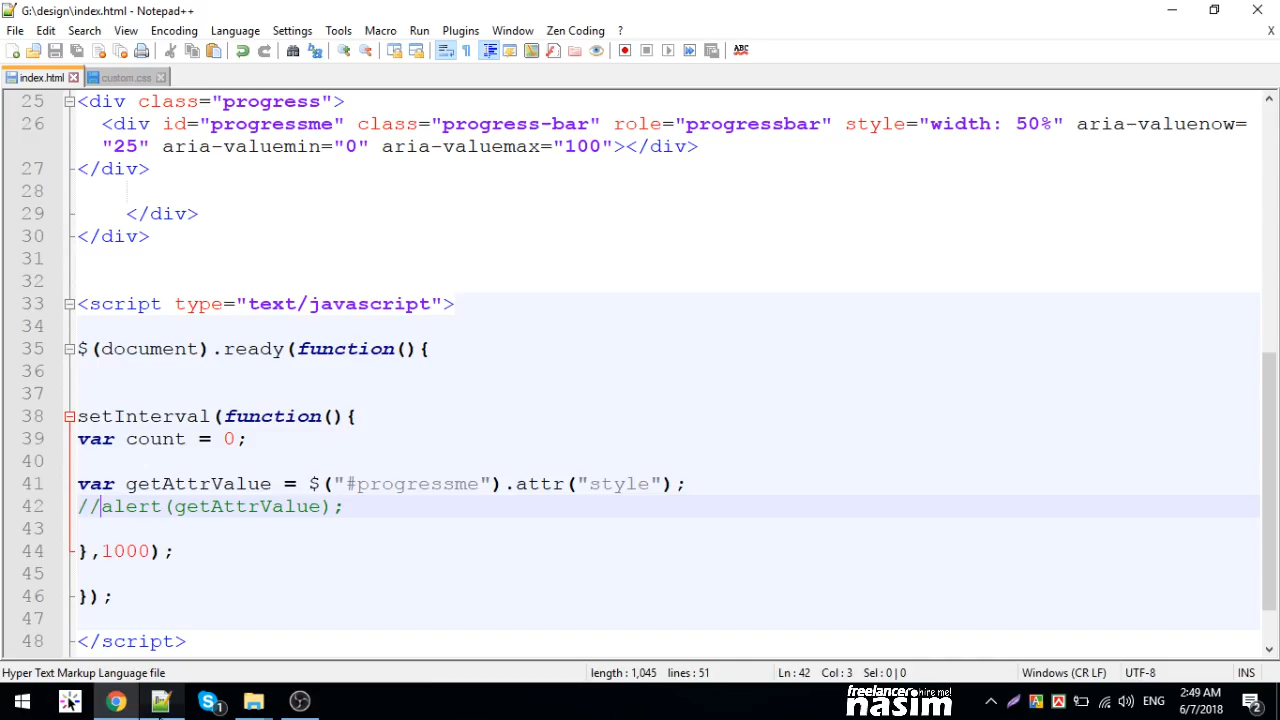 G:\design\index.html - Notepad++
File Edit Search View Encoding Language Settings Tools Macro Run Plugins Window Zen Coding ? X
ABC
index.html custom.css
25 <div class="progress">
26 <div id="progressme" class="progress-bar" role="progressbar" style="width: 50%" aria-valuenow=
"25" aria-valuemin="0" aria-valuemax="100"></div>
27 </div>
28
29 </div>
30 </div>
31
32
33 <script type="text/javascript">
34
35 $(document).ready(function(){
36
37
38 setInterval(function(){
39 var count = 0;
40
41 var getAttrValue = $("#progressme").attr("style");
42 //alert(getAttrValue);
43
44 },1000);
45
46 });
47
48 </script>
Hyper Text Markup Language file length : 1,045 lines : 51 Ln : 42 Col : 3 Sel : 0 | 0 Windows (CR LF) UTF-8 INS
freelancer hire me!
nasim
ENG
2:49 AM
6/7/2018